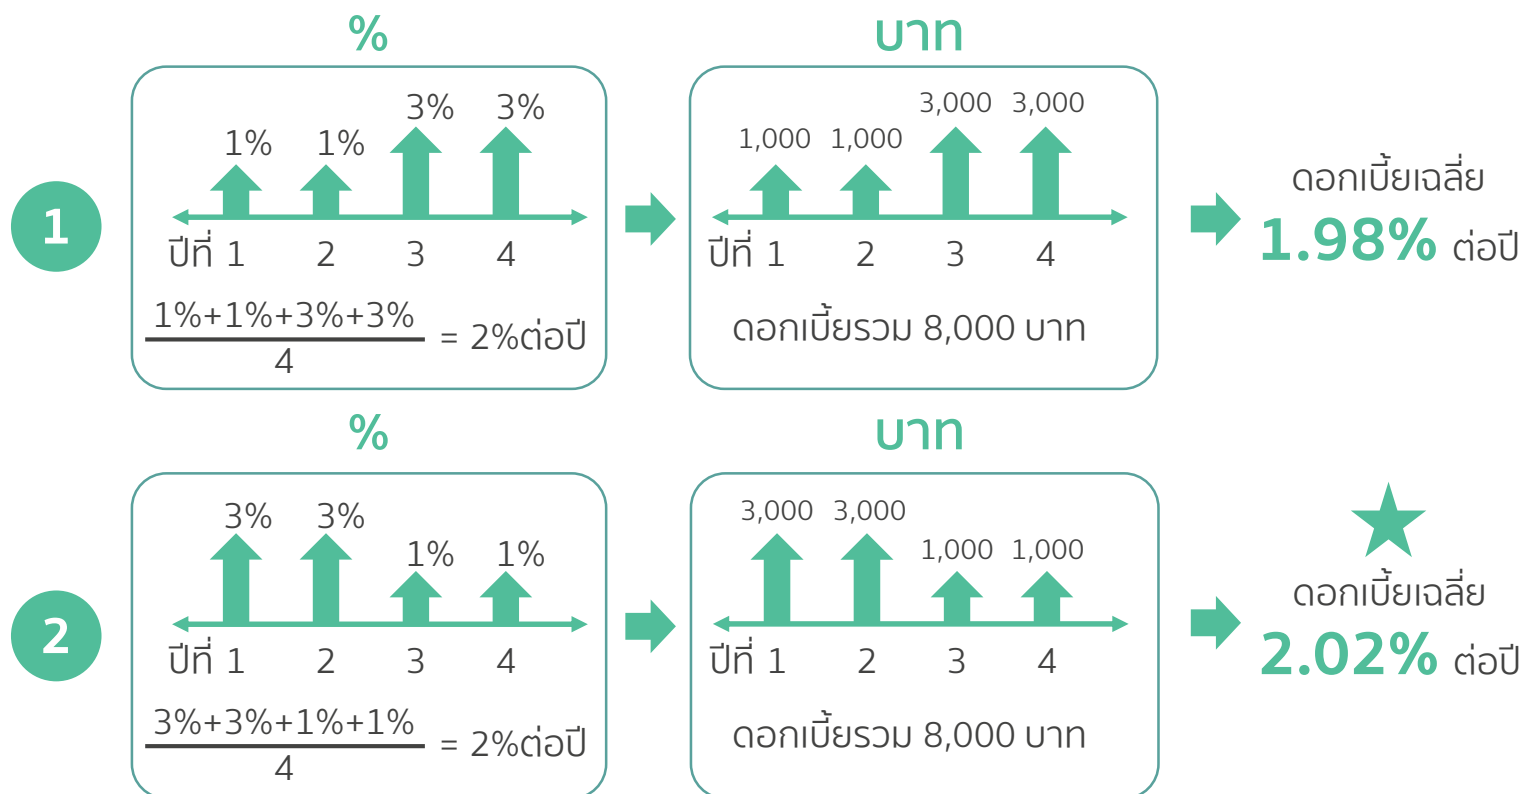 %
บาท
1
1% 1% 3% 3%
ปีที่ 1 2 3 4
1%+1%+3%+3%
4
= 2%ต่อปี
1,000 1,000 3,000 3,000
ปีที่ 1 2 3 4
ดอกเบี้ยรวม 8,000 บาท
ดอกเบี้ยเฉลี่ย
1.98% ต่อปี
%
บาท
2
3% 3% 1% 1%
ปีที่ 1 2 3 4
3%+3%+1%+1%
4
= 2%ต่อปี
3,000 3,000 1,000 1,000
ปีที่ 1 2 3 4
ดอกเบี้ยรวม 8,000 บาท
ดอกเบี้ยเฉลี่ย
2.02% ต่อปี